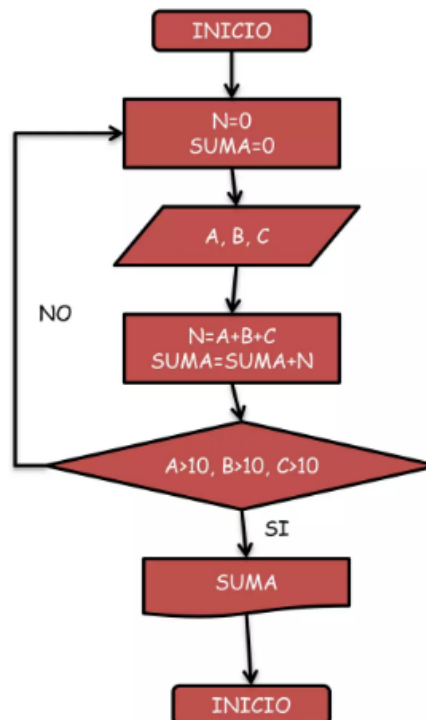 INICIO
N=0
SUMA=0
A, B, C
NO
N=A+B+C
SUMA=SUMA+N
A>10, B>10, C>10
SI
SUMA
INICIO